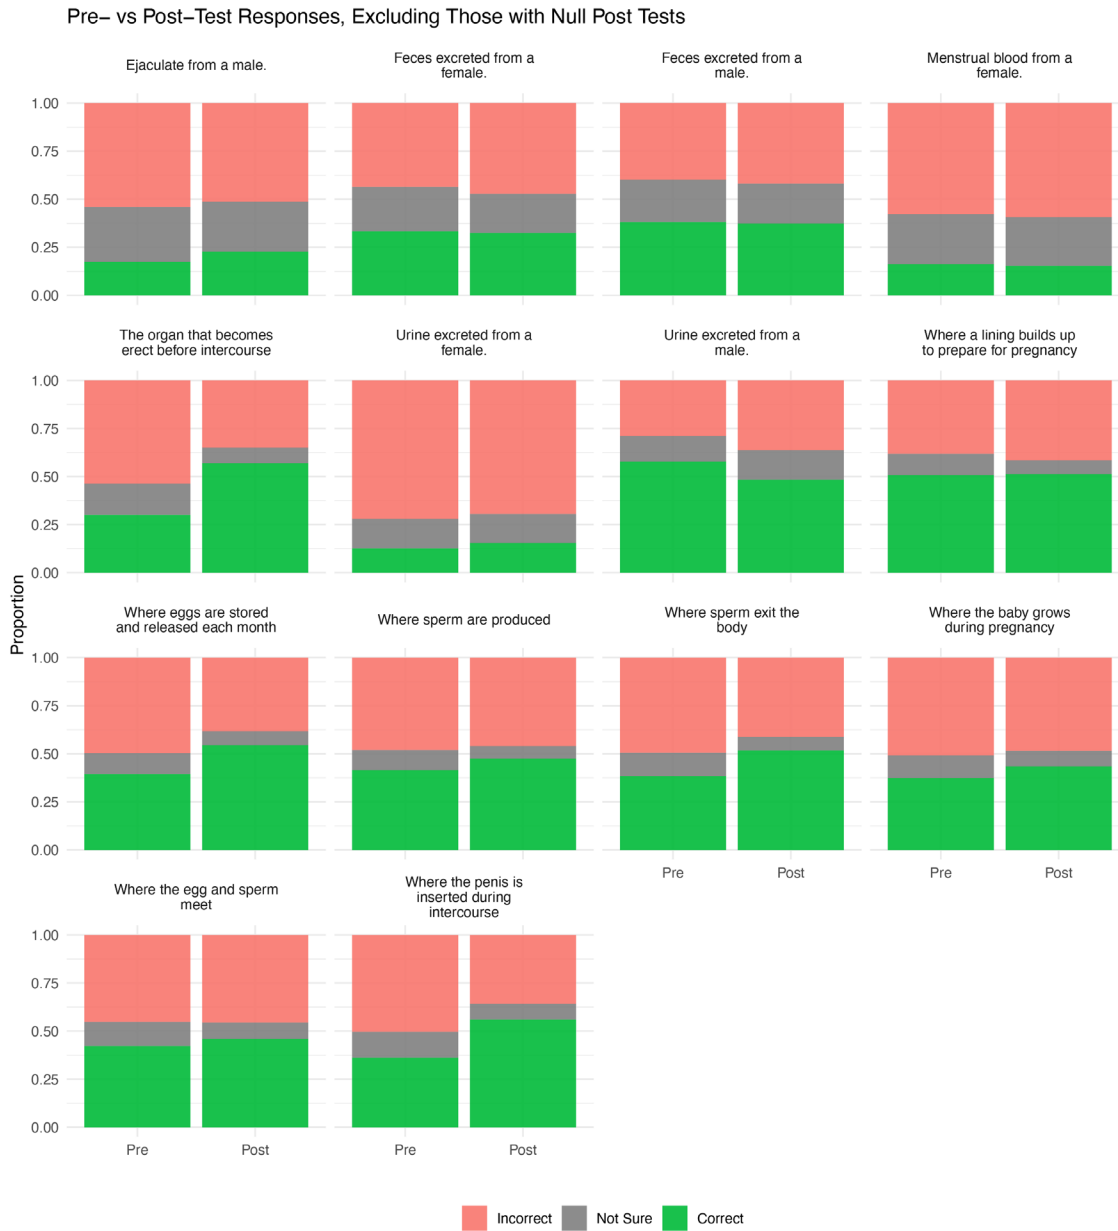 Pre− vs Post−Test Responses, Excluding Those with Null Post Tests
Ejaculate from a male.
Feces excreted from a
female.
Feces excreted from a
male.
Menstrual blood from a
female.
1.00
0.75
0.50
0.25
0.00
The organ that becomes
erect before intercourse
Urine excreted from a
female.
Urine excreted from a
male.
Where a lining builds up
to prepare for pregnancy
1.00
0.75
0.50
0.25
0.00
Proportion
Where eggs are stored
and released each month
Where sperm are produced
Where sperm exit the
body
Where the baby grows
during pregnancy
1.00
0.75
0.50
0.25
0.00
Pre
Post
Pre
Post
Where the egg and sperm
meet
Where the penis is
inserted during
intercourse
1.00
0.75
0.50
0.25
0.00
Pre
Post
Pre
Post
Incorrect
Not Sure
Correct